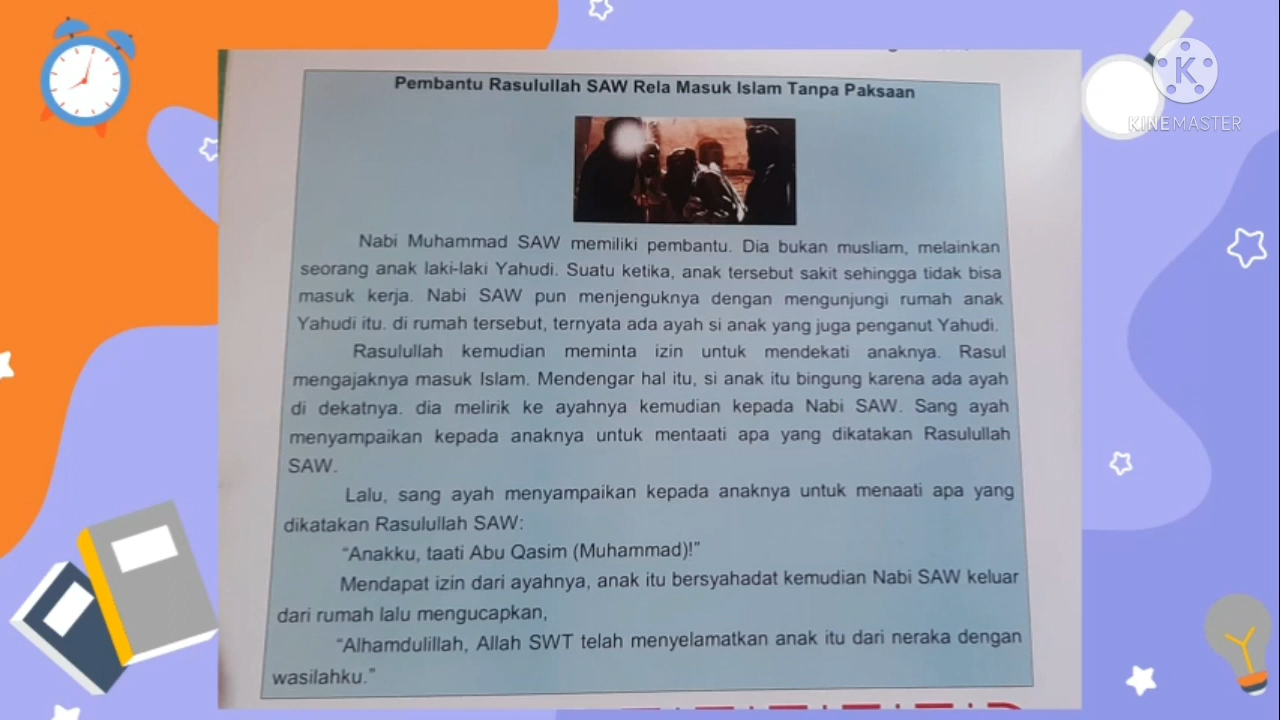 KINEMASTER
Pembantu Rasulullah SAW Rela Masuk Islam Tanpa Paksaan
Nabi Muhammad SAW memiliki pembantu. Dia bukan musliam, melainkan
seorang anak laki-laki Yahudi. Suatu ketika, anak tersebut sakit sehingga tidak bisa
masuk kerja. Nabi SAW pun menjenguknya dengan mengunjungi rumah anak
Yahudi itu. di rumah tersebut, ternyata ada ayah si anak yang juga penganut Yahudi.
Rasulullah kemudian meminta izin untuk mendekati anaknya. Rasul
mengajaknya masuk Islam. Mendengar hal itu, si anak itu bingung karena ada ayah
di dekatnya. dia melirik ke ayahnya kemudian kepada Nabi SAW. Sang ayah
menyampaikan kepada anaknya untuk mentaati apa yang dikatakan Rasulullah
SAW.
Lalu, sang ayah menyampaikan kepada anaknya untuk menaati apa yang
dikatakan Rasulullah SAW:
“Anakku, taati Abu Qasim (Muhammad)!”
Mendapat izin dari ayahnya, anak itu bersyahadat kemudian Nabi SAW keluar
dari rumah lalu mengucapkan,
“Alhamdulillah, Allah SWT telah menyelamatkan anak itu dari neraka dengan
wasilahku.”